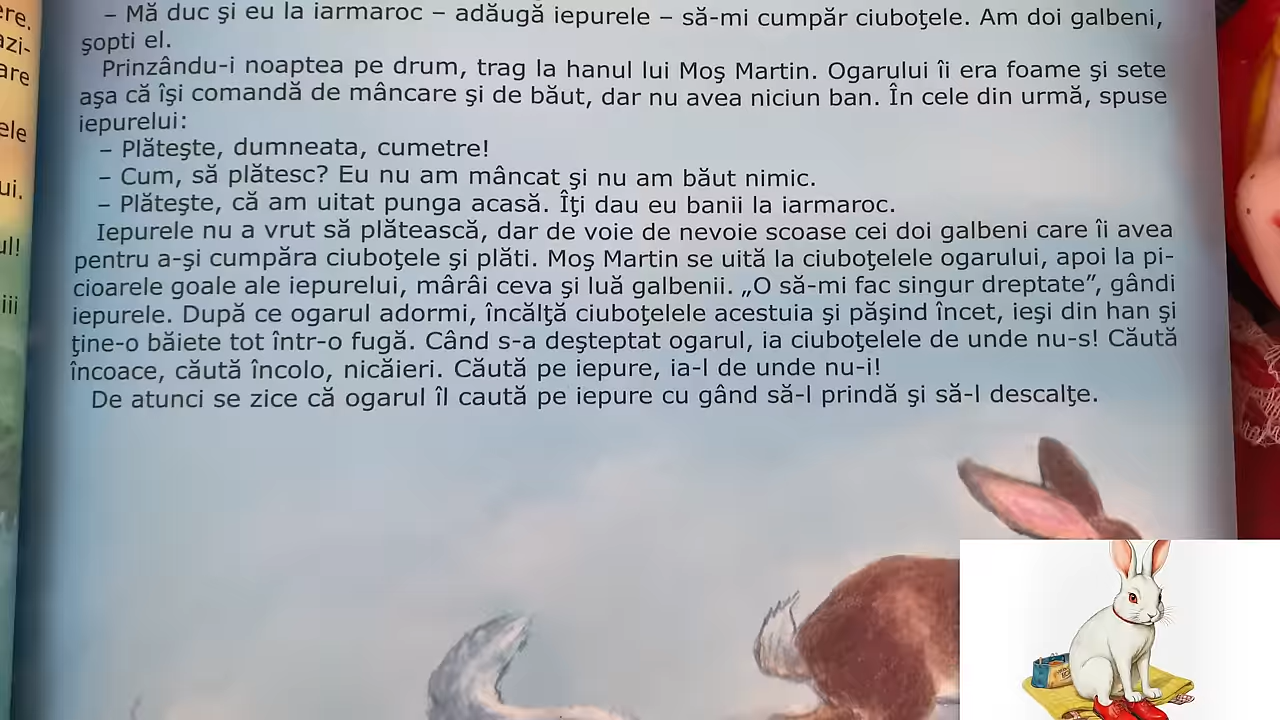 – Mă duc şi eu la iarmaroc – adăugă iepurele – să-mi cumpăr ciuboţele. Am doi galbeni,
şopti el.
Prinzându-i noaptea pe drum, trag la hanul lui Moş Martin. Ogarului îi era foame şi sete
aşa că îşi comandă de mâncare şi de băut, dar nu avea niciun ban. În cele din urmă, spuse
iepurelui:
– Plăteşte, dumneata, cumetre!
– Cum, să plătesc? Eu nu am mâncat şi nu am băut nimic.
– Plăteşte, că am uitat punga acasă. Îţi dau eu banii la iarmaroc.
Iepurele nu a vrut să plătească, dar de voie de nevoie scoase cei doi galbeni care îi avea
pentru a-şi cumpăra ciuboţele şi plăti. Moş Martin se uită la ciuboţelele ogarului, apoi la pi-
cioarele goale ale iepurelui, mârâi ceva şi luă galbenii. „O să-mi fac singur dreptate”, gândi
iepurele. După ce ogarul adormi, încălţă ciuboţelele acestuia şi păşind încet, ieşi din han şi
ţine-o băiete tot într-o fugă. Când s-a deşteptat ogarul, ia ciuboţelele de unde nu-s! Căută
încoace, căută încolo, nicăieri. Căută pe iepure, ia-l de unde nu-i!
De atunci se zice că ogarul îl caută pe iepure cu gând să-l prindă şi să-l descalţe.